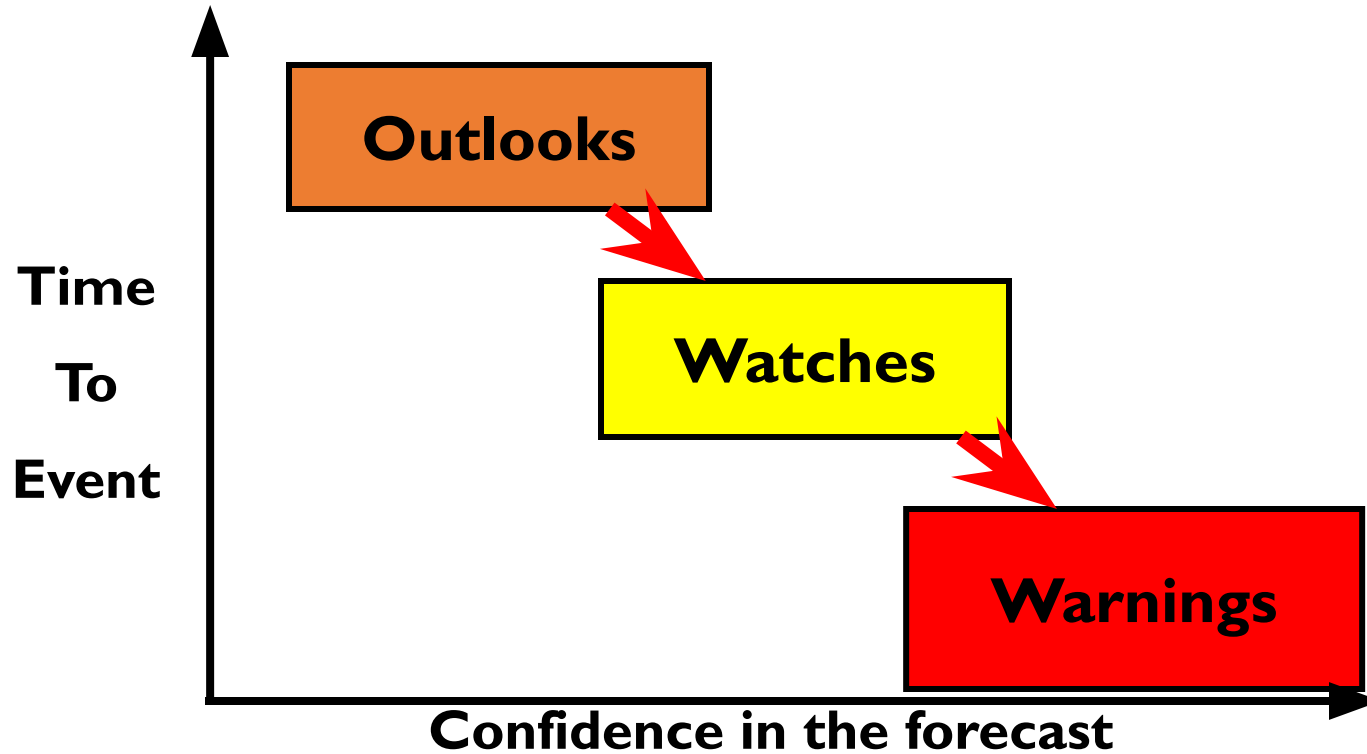 Outlooks
Time
To
Event
Watches
Warnings
Confidence in the forecast